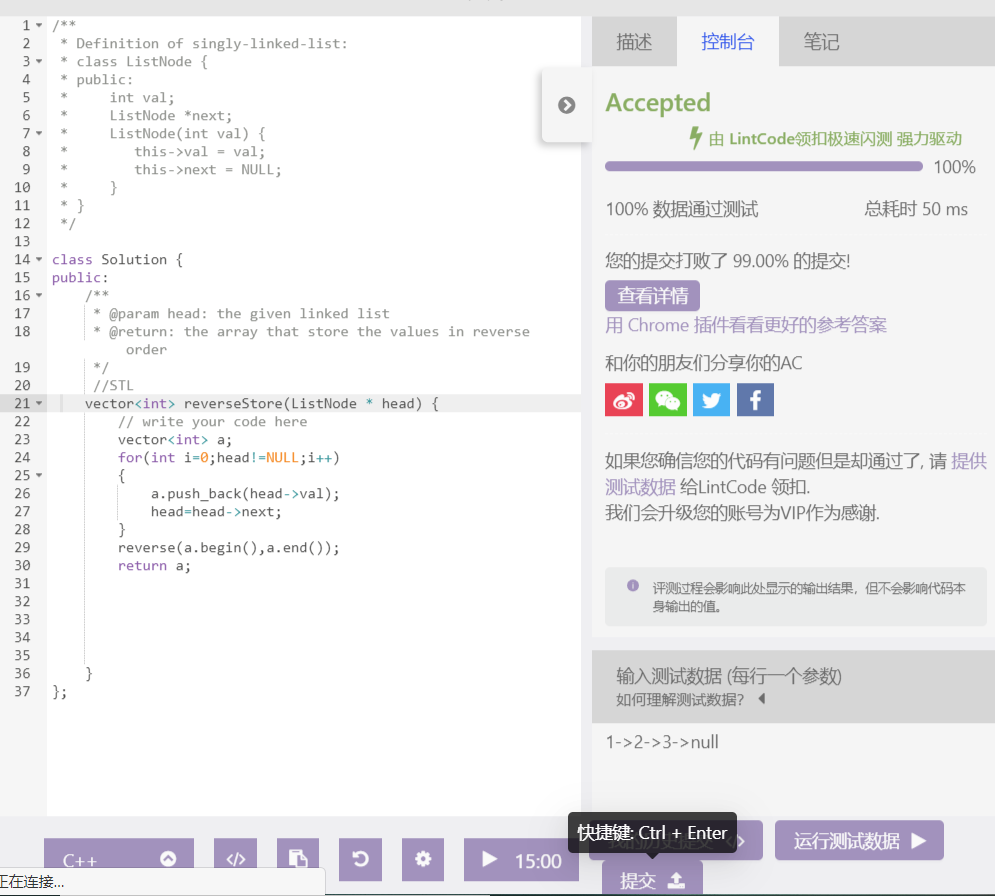 1 /**
2 * Definition of singly-linked-list:
3 * class ListNode {
4 * public:
5 *     int val;
6 *     ListNode *next;
7 *     ListNode(int val) {
8 *        this->val = val;
9 *        this->next = NULL;
10 *     }
11 * }
12 */
13
14 class Solution {
15 public:
16 /**
17 * @param head: the given linked list
18 * @return: the array that store the values in reverse
order
19 */
20 //STL
21 vector<int> reverseStore(ListNode * head) {
22 // write your code here
23 vector<int> a;
24 for(int i=0;head!=NULL;i++)
25 {
26 a.push_back(head->val);
27 head=head->next;
28 }
29 reverse(a.begin(),a.end());
30 return a;
31
32
33
34
35
36 }
37 };
C++
</>
15:00
正在连接...
描述 控制台 笔记
Accepted
由 LintCode领扣极速闪测 强力驱动
100%
100% 数据通过测试 总耗时 50 ms
您的提交打败了 99.00% 的提交!
查看详情
用 Chrome 插件看看更好的参考答案
和你的朋友们分享你的AC
如果您确信您的代码有问题但是却通过了, 请 提供
测试数据 给LintCode 领扣.
我们会升级您的账号为VIP作为感谢.
评测过程会影响此处显示的输出结果，但不会影响代码本
身输出的值。
输入测试数据 (每行一个参数)
如何理解测试数据?
1->2->3->null
快捷键: Ctrl + Enter
我的历史提交
运行测试数据
提交